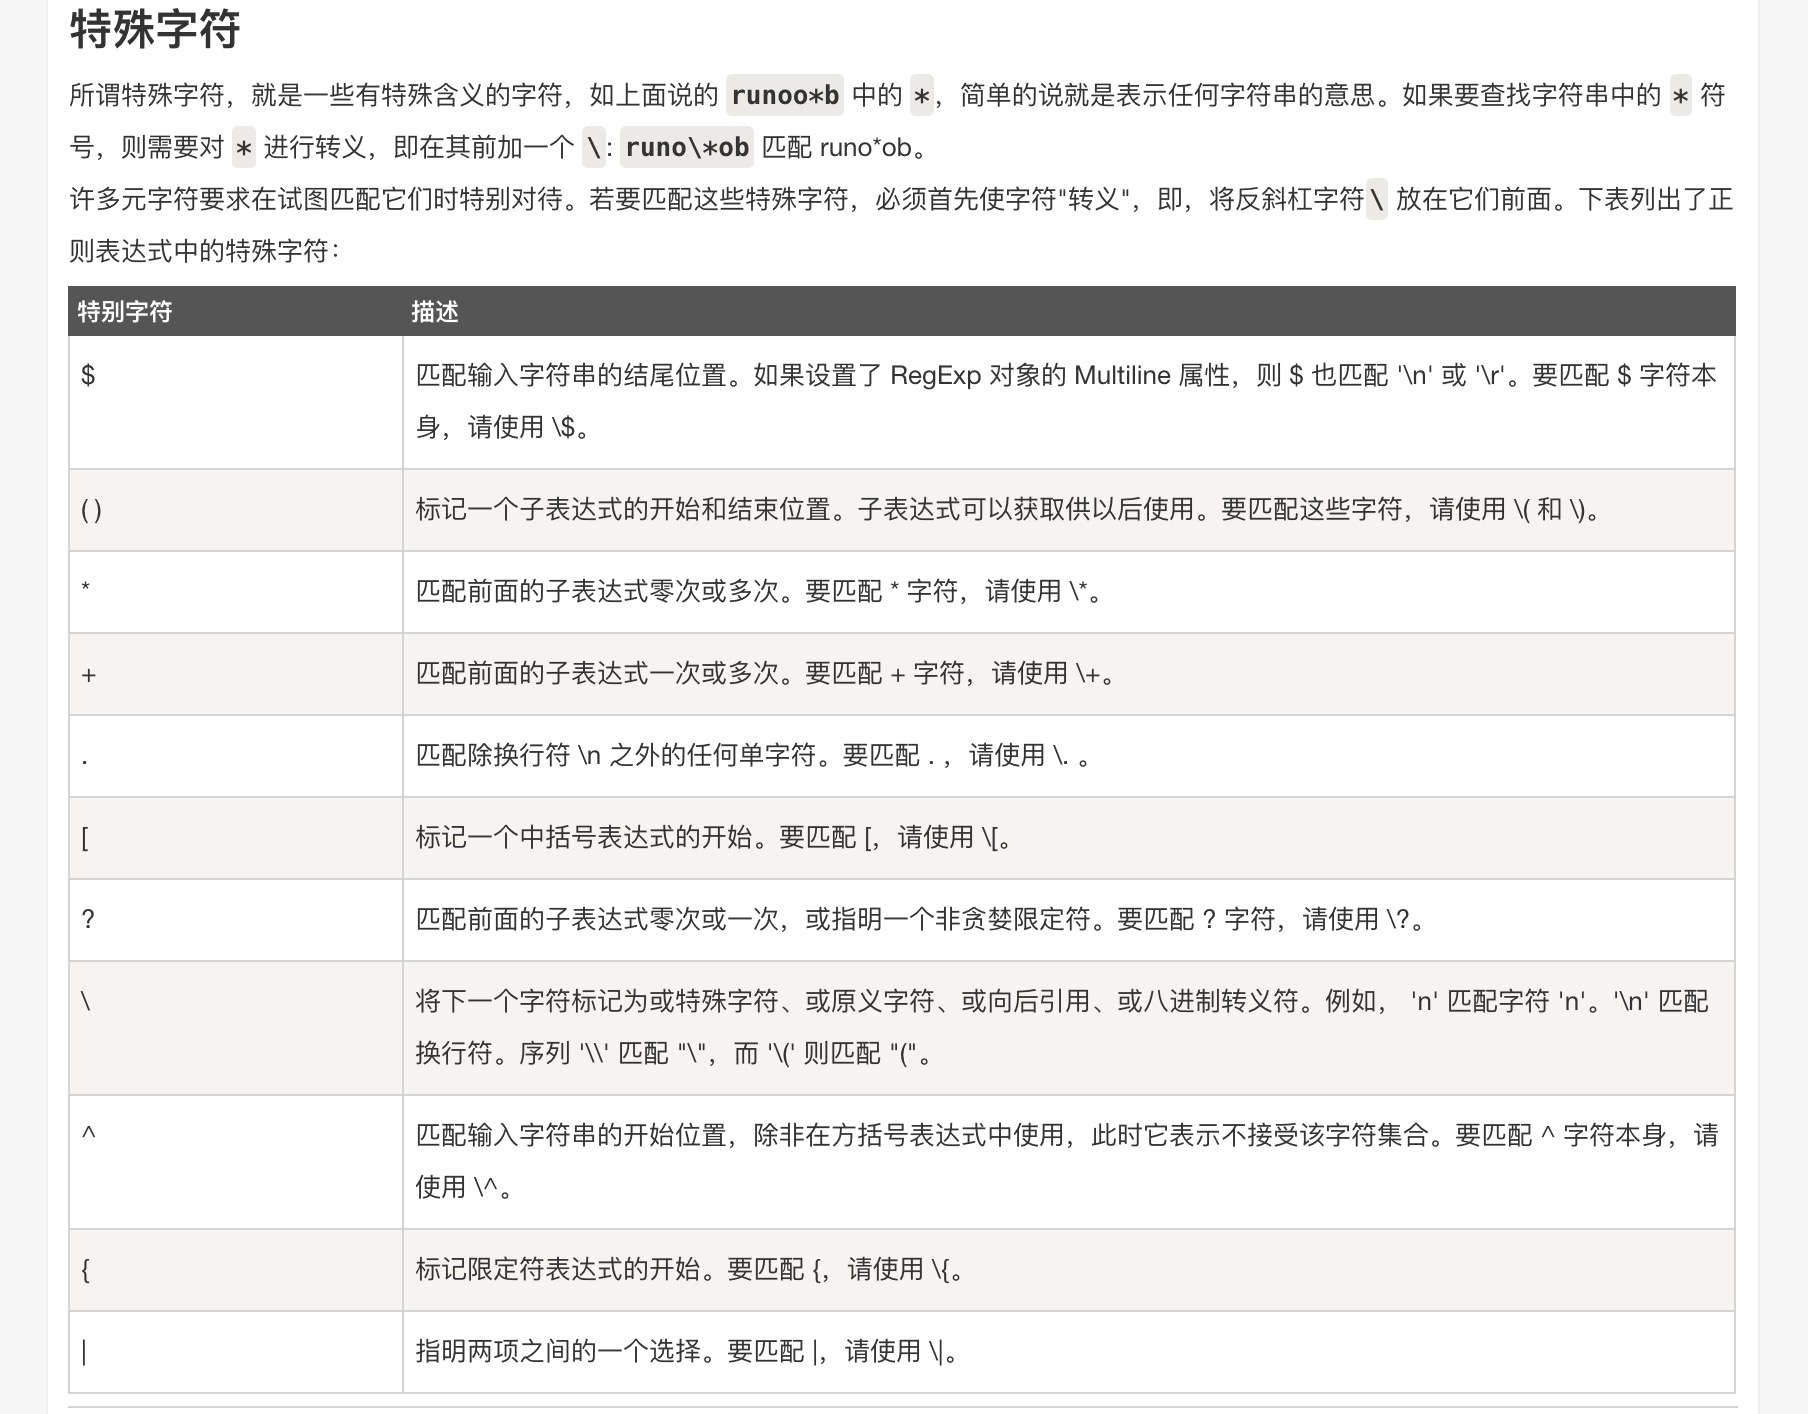 特殊字符
所谓特殊字符，就是一些有特殊含义的字符，如上面说的 runoo*b 中的 *，简单的说就是表示任何字符串的意思。如果要查找字符串中的 * 符
号，则需要对 * 进行转义，即在其前加一个 \: runo\*ob 匹配 runo*ob。
许多元字符要求在试图匹配它们时特别对待。若要匹配这些特殊字符，必须首先使字符"转义"，即，将反斜杠字符\ 放在它们前面。下表列出了正
则表达式中的特殊字符：
特别字符 描述
$ 匹配输入字符串的结尾位置。如果设置了 RegExp 对象的 Multiline 属性，则 $ 也匹配 '\n' 或 '\r'。要匹配 $ 字符本
身，请使用 \$。
( ) 标记一个子表达式的开始和结束位置。子表达式可以获取供以后使用。要匹配这些字符，请使用 \( 和 \)。
* 匹配前面的子表达式零次或多次。要匹配 * 字符，请使用 \*。
+ 匹配前面的子表达式一次或多次。要匹配 + 字符，请使用 \+。
. 匹配除换行符 \n 之外的任何单字符。要匹配 . ，请使用 \. 。
[ 标记一个中括号表达式的开始。要匹配 [，请使用 \[。
? 匹配前面的子表达式零次或一次，或指明一个非贪婪限定符。要匹配 ? 字符，请使用 \?。
\ 将下一个字符标记为或特殊字符、或原义字符、或向后引用、或八进制转义符。例如， 'n' 匹配字符 'n'。'\n' 匹配
换行符。序列 '\\' 匹配 "\"，而 '\(' 则匹配 "("。
^ 匹配输入字符串的开始位置，除非在方括号表达式中使用，此时它表示不接受该字符集合。要匹配 ^ 字符本身，请
使用 \^。
{ 标记限定符表达式的开始。要匹配 {，请使用 \{。
| 指明两项之间的一个选择。要匹配 |，请使用 \|。